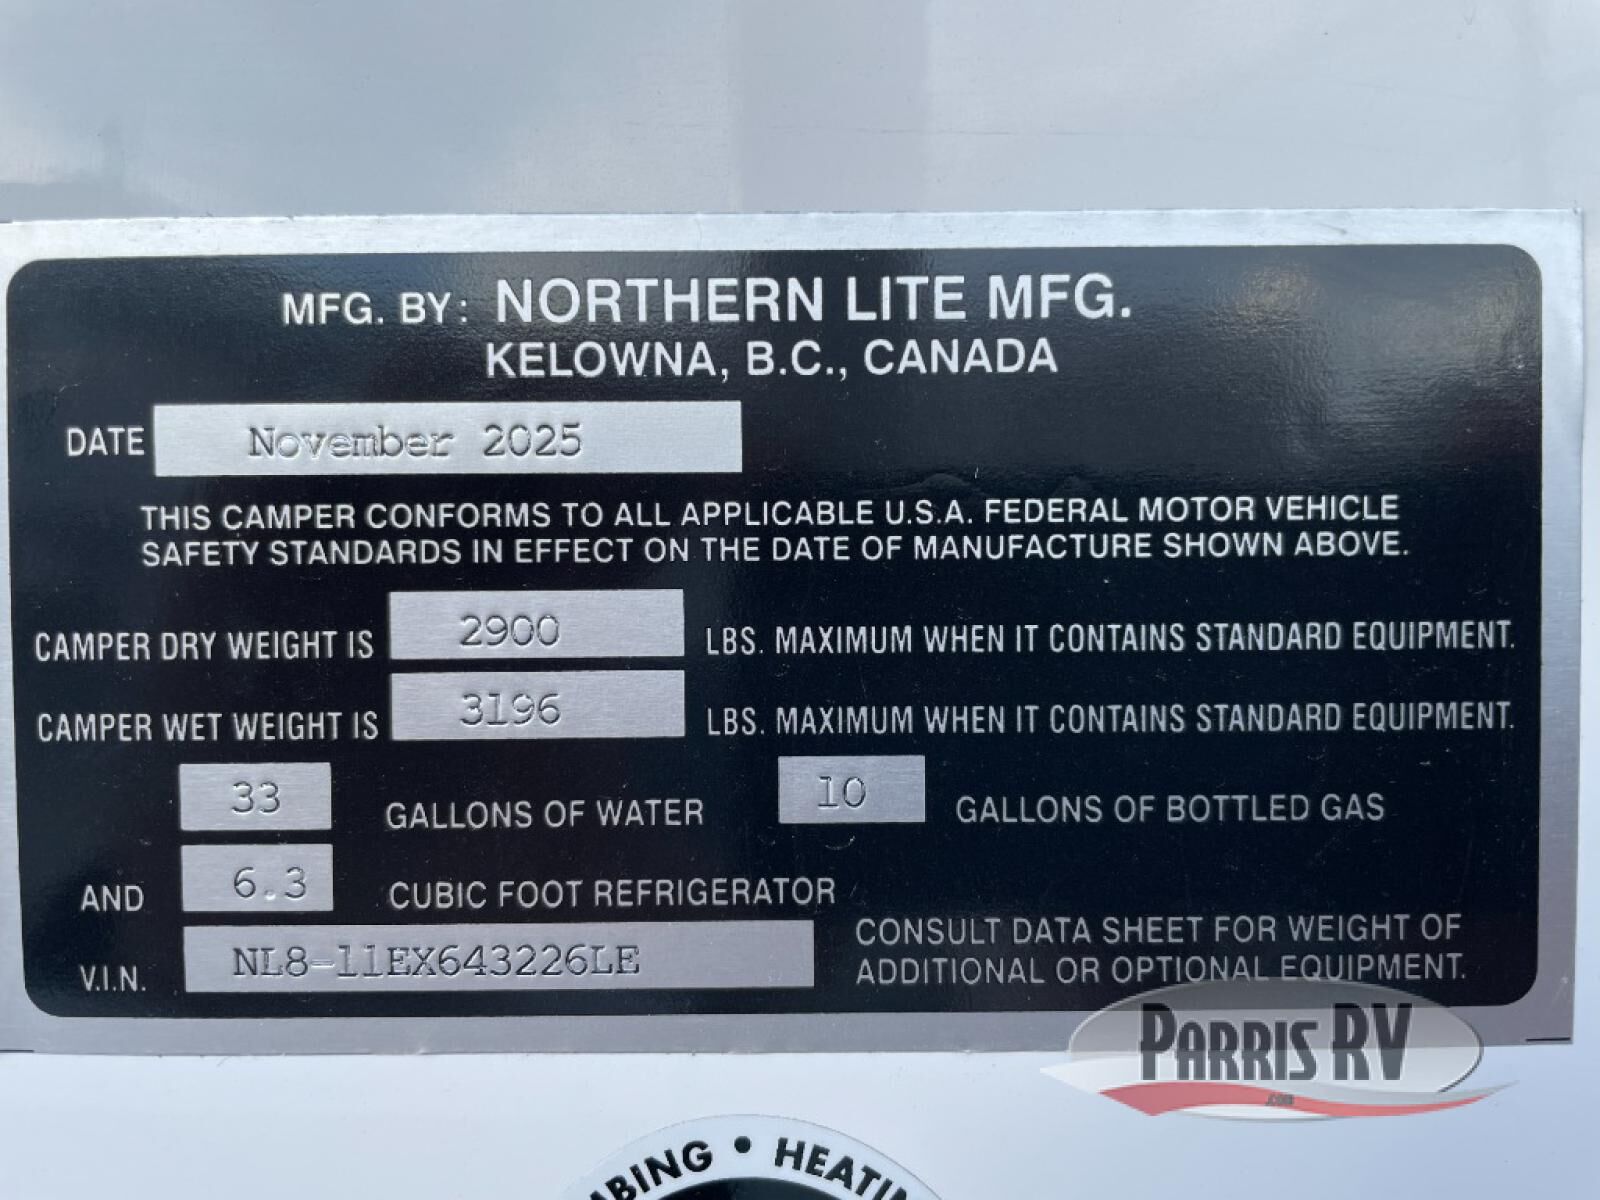 MFG. BY: NORTHERN LITE MFG.
KELOWNA, B.C., CANADA
DATE November 2025
THIS CAMPER CONFORMS TO ALL APPLICABLE U.S.A. FEDERAL MOTOR VEHICLE
SAFETY STANDARDS IN EFFECT ON THE DATE OF MANUFACTURE SHOWN ABOVE.
CAMPER DRY WEIGHT IS 2900 LBS. MAXIMUM WHEN IT CONTAINS STANDARD EQUIPMENT.
CAMPER WET WEIGHT IS 3196 LBS. MAXIMUM WHEN IT CONTAINS STANDARD EQUIPMENT.
33 GALLONS OF WATER 10 GALLONS OF BOTTLED GAS
AND 6.3 CUBIC FOOT REFRIGERATOR
V.I.N. NL8-11EX643226LE
CONSULT DATA SHEET FOR WEIGHT OF
ADDITIONAL OR OPTIONAL EQUIPMENT.
PARRIS RV
.COM
BING • HEATI